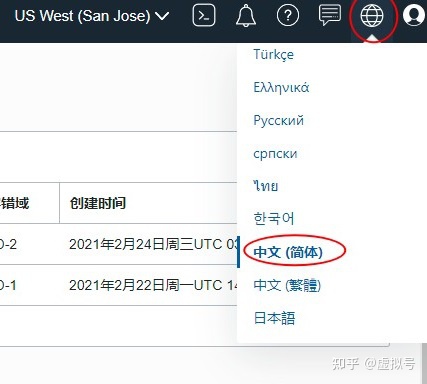 US West (San Jose)
Türkçe
Ελληνικά
Русский
српски
ไทย
한국어
错域 创建时间
中文 (简体)
-2 2021年2月24日周三UTC 03
中文 (繁體)
-1 2021年2月22日周一UTC 14
日本語
知乎 @虚拟号